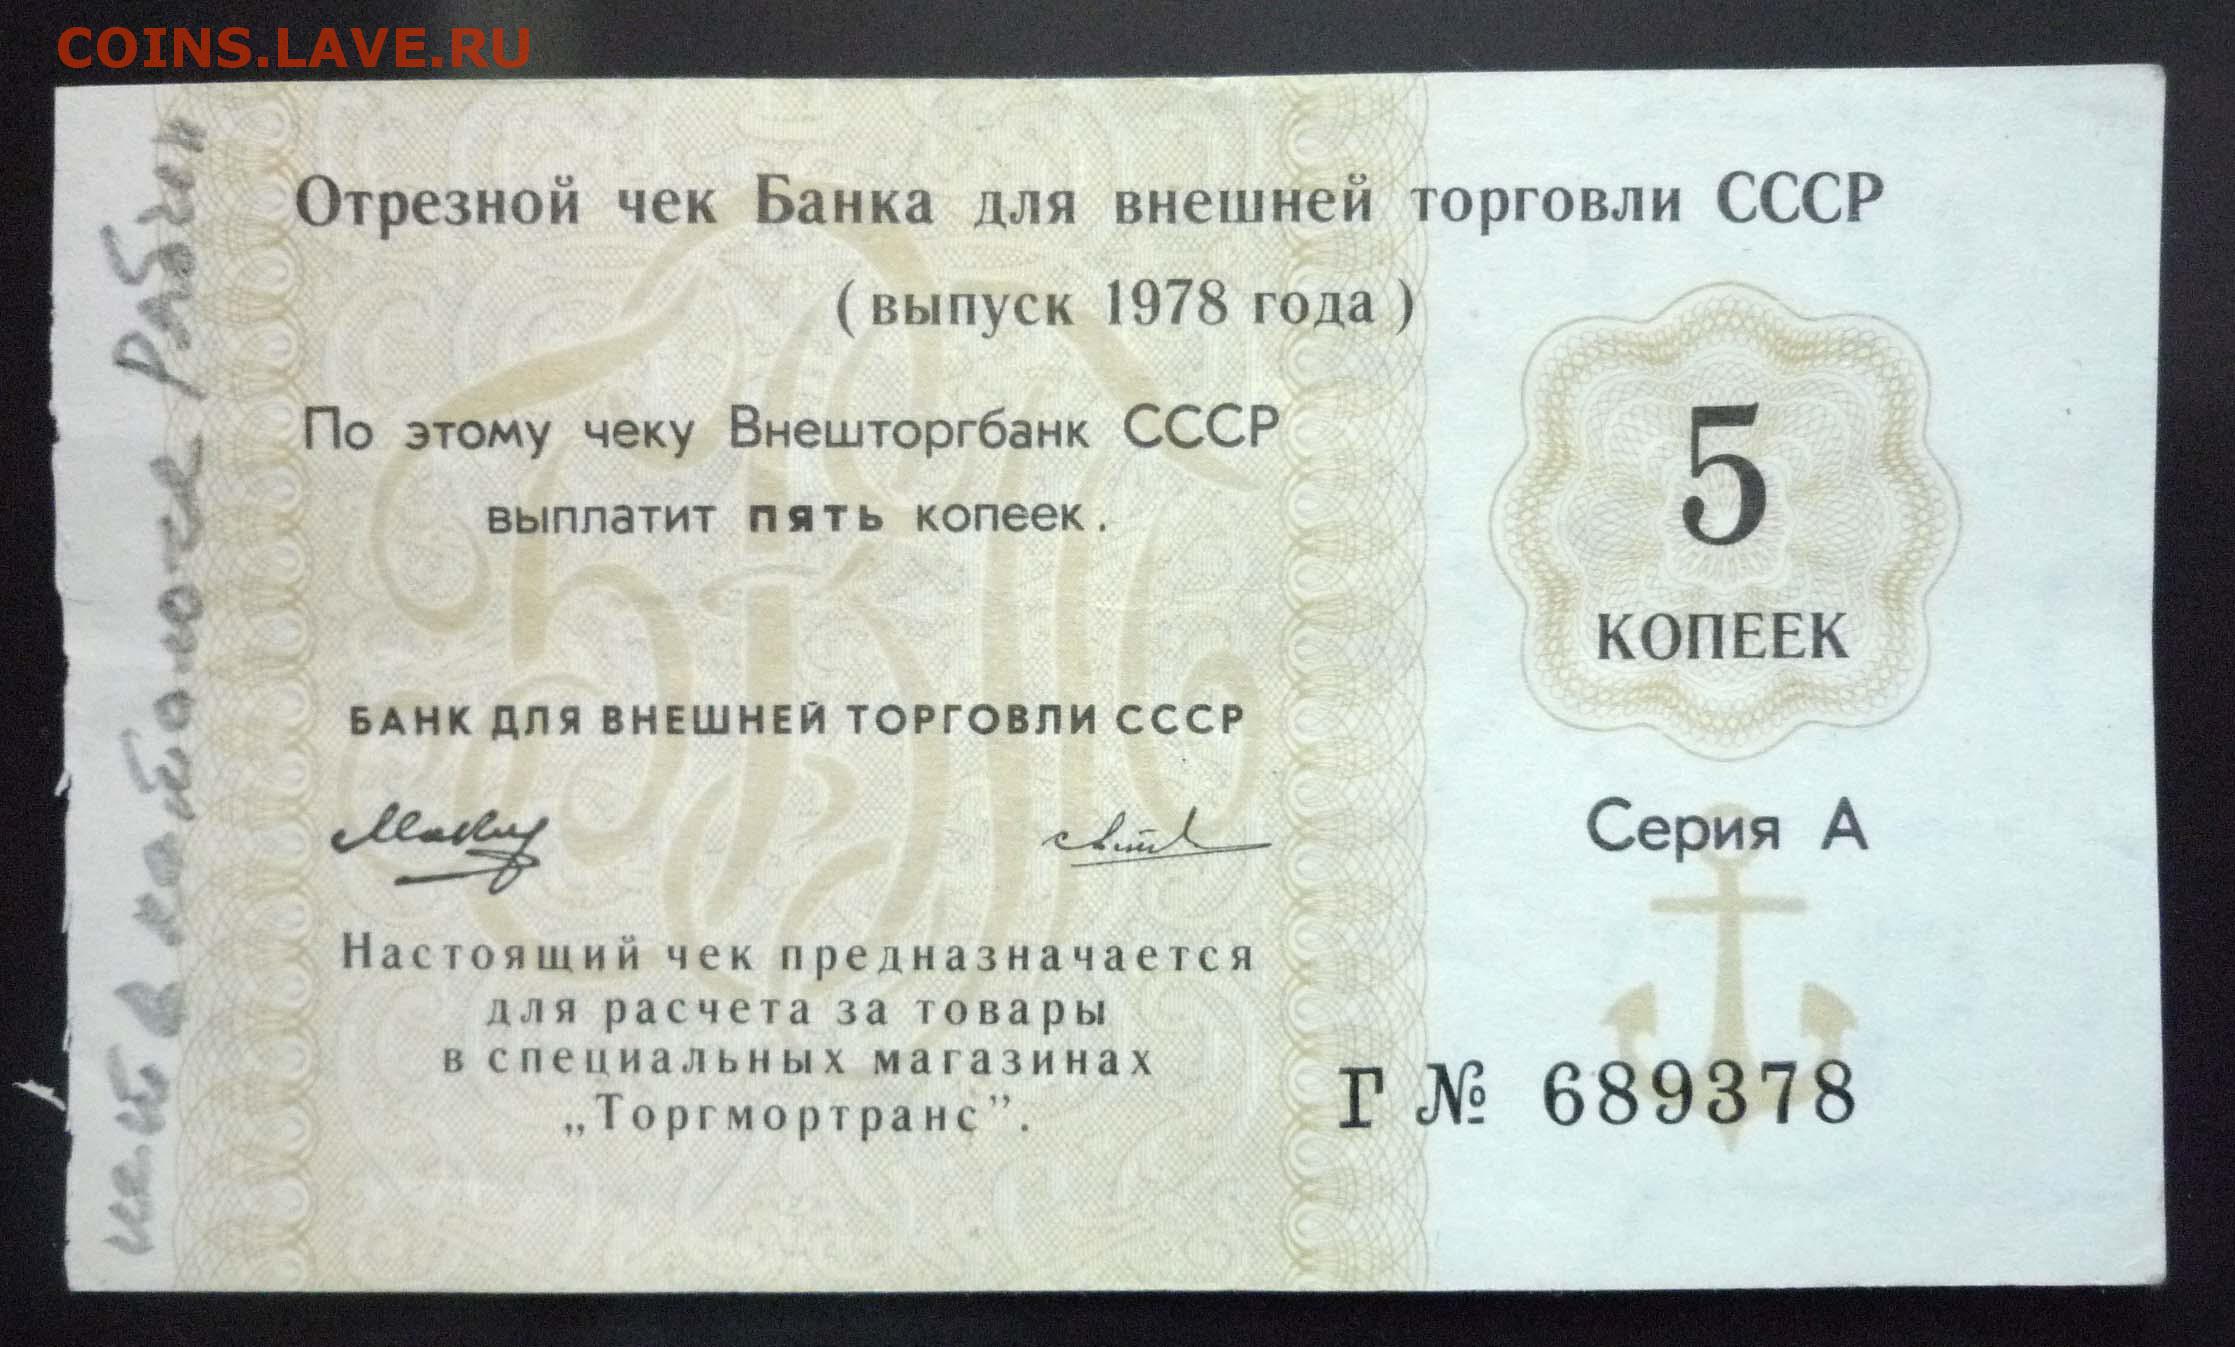 COINS.LAVE.RU
Отрезной чек Банка для внешней торговли СССР
( выпуск 1978 года )
По этому чеку Внешторгбанк СССР
выплатит пять копеек.
5
КОПЕЕК
БАНК ДЛЯ ВНЕШНЕЙ ТОРГОВЛИ СССР
Серия А
Настоящий чек предназначается
для расчета за товары
в специальных магазинах
„Торгмортранс”.
Г № 689378
нет в каталоге